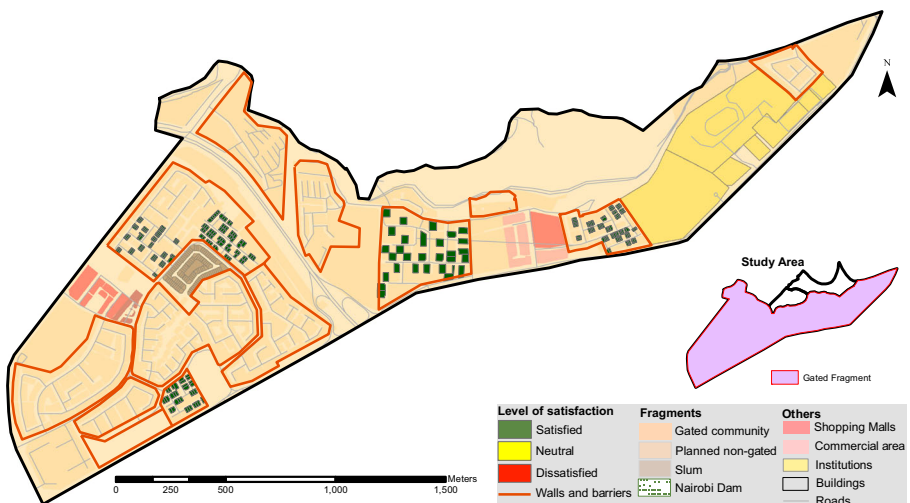 N
Study Area
Gated Fragment
Meters
0 250 500 1,000 1,500
Level of satisfaction
Satisfied
Neutral
Dissatisfied
Walls and barriers
Fragments
Gated community
Planned non-gated
Slum
Nairobi Dam
Others
Shopping Malls
Commercial area
Institutions
Buildings
Roads